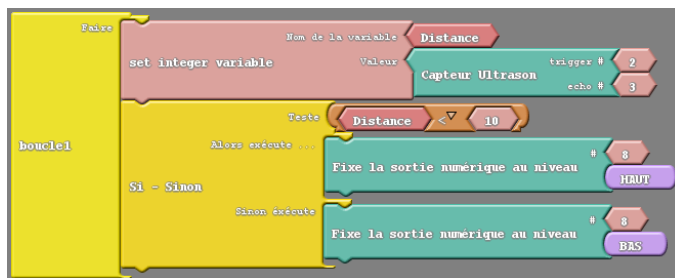 Faire
Nom de la variable Distance
set integer variable
Valeur
Capteur Ultrason
trigger # 2
echo # 3
Teste Distance < 10
boucle1
Alors exécute ...
Si - Sinon
Fixe la sortie numérique au niveau
# 8
HAUT
Sinon éxécute
Fixe la sortie numérique au niveau
# 8
BAS